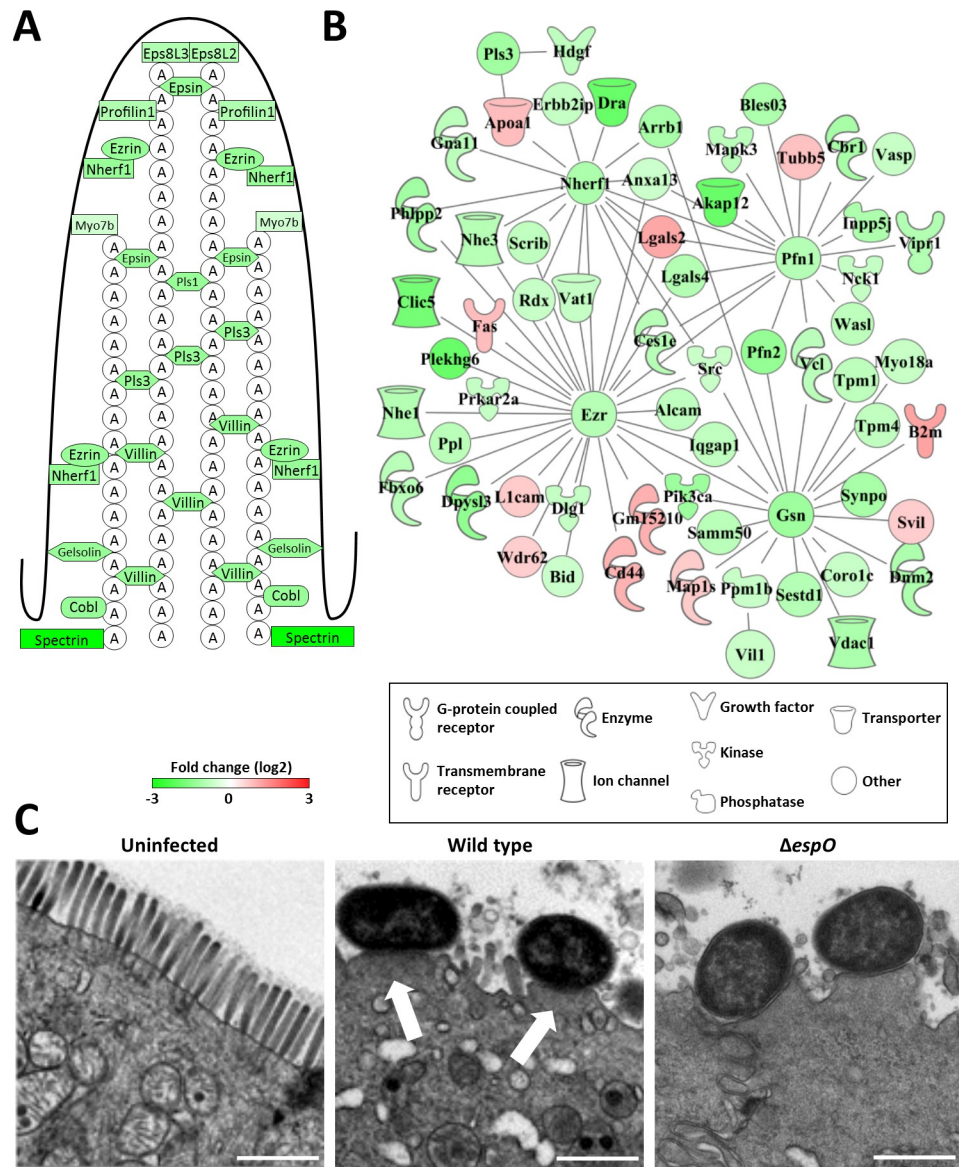 A
Eps8L3 Eps8L2
A A
Epsin
A A
Profilin1 A A Profilin1
A A
Ezrin A A Ezrin
Nherf1 A A Nherf1
A A
A A
Myo7b A A Myo7b
A A A A
Epsin A A Epsin
A A A A
A Pls1 A
A A A A
A A A A
A A A A Pls3
A Pls3 A
Pls3 A A A A
A A A A
A A Villin A
A A A A
Ezrin Villin A A Ezrin
Nherf1 A A A Nherf1
A Villin A
A A A A
A A A A
Gelsolin A A A Gelsolin
Villin A A Villin
Cobl A A A A Cobl
Spectrin A A A A Spectrin
Fold change (log2)
-3 0 3
B
Pls3 Hdgf
Apoa1 Erbb2ip Dra
Arrb1 Bles03
Gna11 Mapk3 Tubb5 Cbr1 Vasp
Nherf1 Anxa13
Phlpp2 Akap12
Nhe3 Scrib Lgals2 Inpp5j Vipr1
Pfn1
Lgals4 Nck1
Clic5 Rdx Vat1
Fas Wasl
Plekhg6 Ces1e Pfn2 Vcl
Src Myo18a
Prkar2a Tpm1
Nhe1 Ezr Alcam
Tpm4 B2m
Ppl Iqgap1
Fbxo6 Dpysl3 L1cam Dlg1 Pik3ca Synpo
Gm15210 Gsn Svil
Samm50
Wdr62 Bid Cd44 Map1s Ppm1b Sestd1 Coro1c Dnm2
Vil1 Vdac1
G-protein coupled
receptor
Enzyme
Growth factor
Transporter
Transmembrane
receptor
Ion channel
Kinase
Phosphatase
Other
C
Uninfected
Wild type
ΔespO